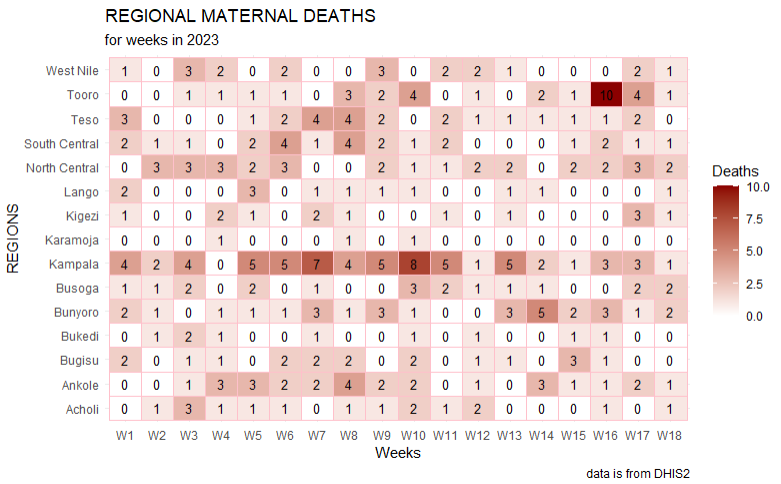 REGIONAL MATERNAL DEATHS
for weeks in 2023
West Nile 1 0 3 2 0 2 0 0 3 0 2 2 1 0 0 0 2 1
Tooro 0 0 1 1 1 1 0 3 2 4 0 1 0 2 1 10 4 1
Teso 3 0 0 0 1 2 4 4 2 0 2 1 1 1 1 1 2 0
South Central 2 1 1 0 2 4 1 4 2 1 2 0 0 0 1 2 1 1
North Central 0 3 3 3 2 3 0 0 2 1 1 2 2 0 2 2 3 2
Lango 2 0 0 0 3 0 1 1 1 1 0 0 1 1 0 0 0 1
Kigezi 1 0 0 2 1 0 2 1 0 0 1 0 1 0 0 0 3 1
Karamoja 0 0 0 1 0 0 0 1 0 1 0 0 0 0 0 0 0 0
Kampala 4 2 4 0 5 5 7 4 5 8 5 1 5 2 1 3 3 1
Busoga 1 1 2 0 2 0 1 0 0 3 2 1 1 1 0 0 2 2
Bunyoro 2 1 0 1 1 1 3 1 3 1 0 0 3 5 2 3 1 2
Bukedi 0 1 2 1 0 0 1 0 0 1 0 0 1 0 1 1 0 0
Bugisu 2 0 1 1 0 2 2 2 0 2 0 1 1 0 3 1 0 0
Ankole 0 0 1 3 3 2 2 4 2 2 0 1 0 3 1 1 2 1
Acholi 0 1 3 1 1 1 0 1 1 2 1 2 0 0 0 1 0 1
W1 W2 W3 W4 W5 W6 W7 W8 W9 W10 W11 W12 W13 W14 W15 W16 W17 W18
Weeks
REGIONS
Deaths
10.0
7.5
5.0
2.5
0.0
data is from DHIS2